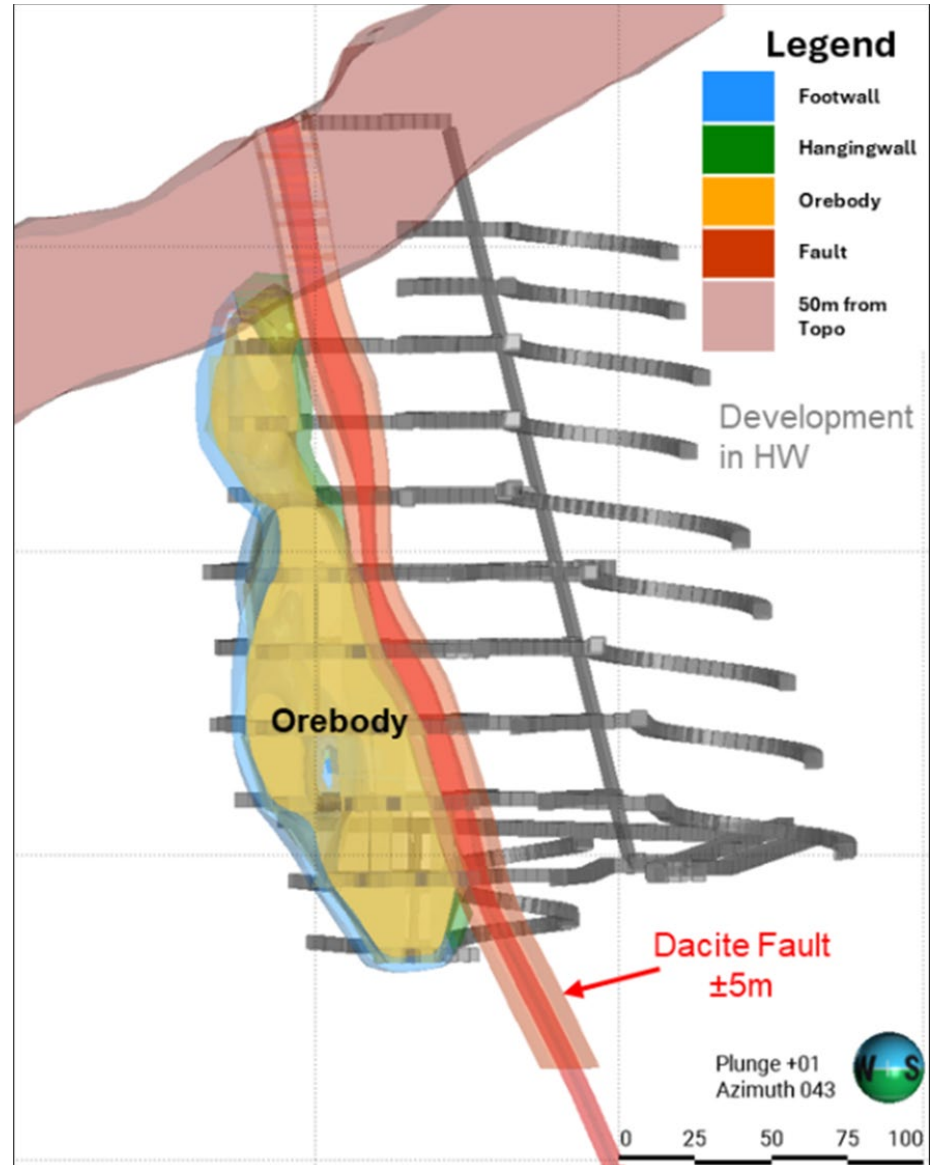 Legend
Footwall
Hangingwall
Orebody
Fault
50m from
Topo
Development
in HW
Orebody
Dacite Fault
±5m
Plunge +01
Azimuth 043
W S
0 25 50 75 100